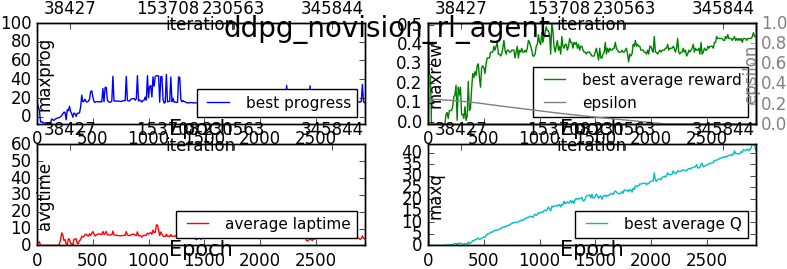 ddpg_novision_rl_agent
38427 153708 230563 345844
iteration
100
80
60
40
20
0
maxprog
best progress
0 500 1000 1500 2000 2500
Epoch
38427 153708 230563 345844
iteration
0.5
0.4
0.3
0.2
0.1
0.0
maxrew
best average reward
epsilon
1.0
0.8
0.6
0.4
0.2
0.0
epsilon
0 500 1000 1500 2000 2500
Epoch
38427 153708 230563 345844
iteration
60
50
40
30
20
10
0
avgtime
average laptime
0 500 1000 1500 2000 2500
Epoch
38427 153708 230563 345844
iteration
40
35
30
25
20
15
10
5
0
maxq
best average Q
0 500 1000 1500 2000 2500
Epoch